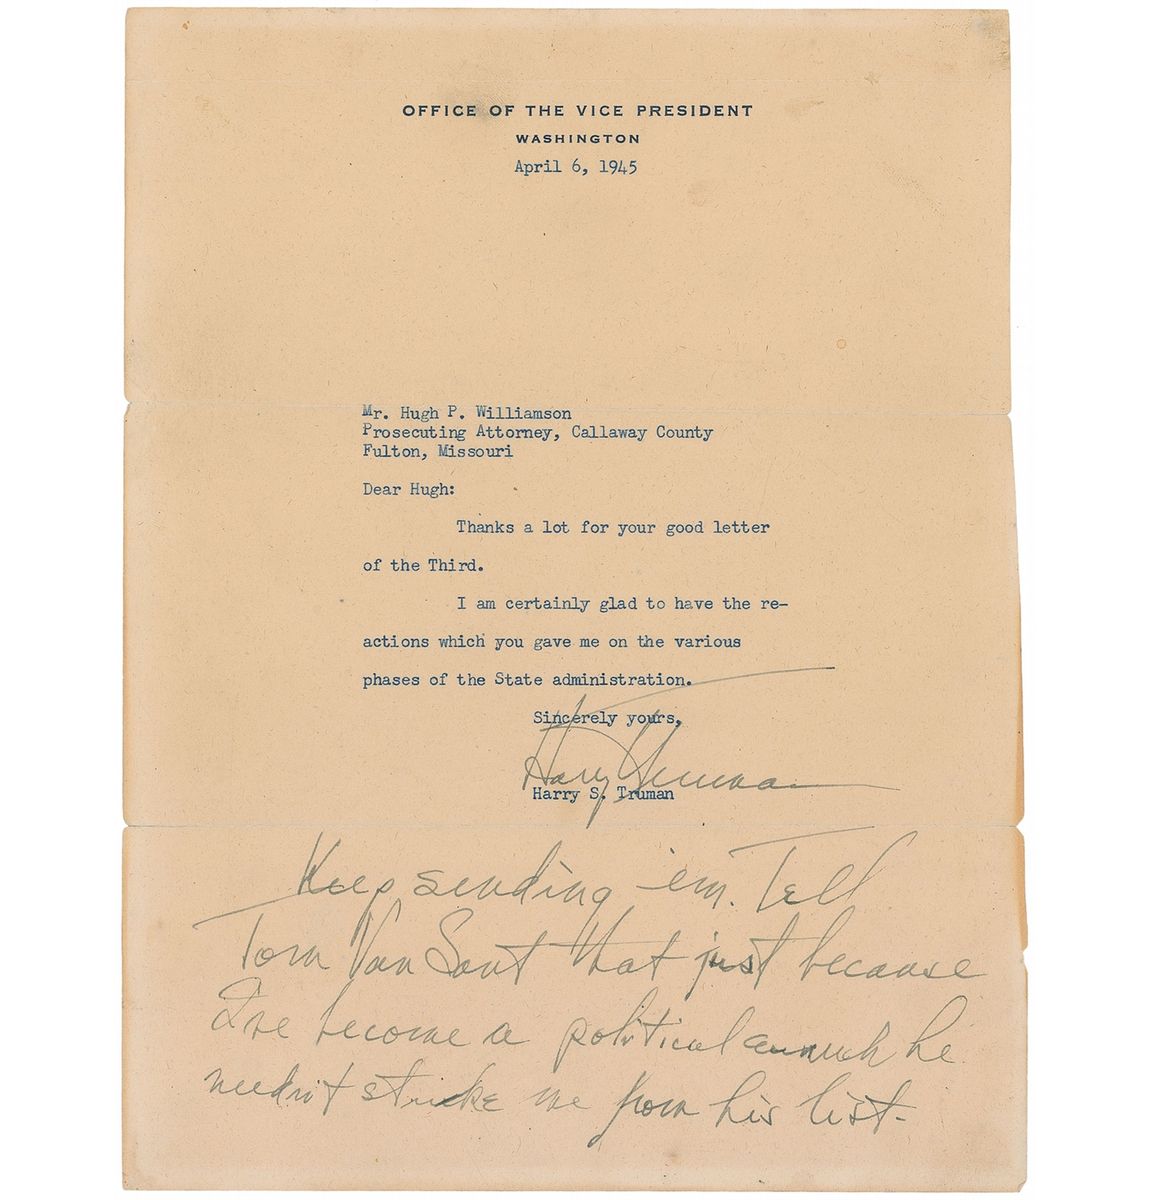 OFFICE OF THE VICE PRESIDENT
WASHINGTON
April 6, 1945
Mr. Hugh P. Williamson
Prosecuting Attorney, Callaway County
Fulton, Missouri
Dear Hugh:
Thanks a lot for your good letter
of the Third.
I am certainly glad to have the re-
actions which you gave me on the various
phases of the State administration.
Sincerely yours,
Harry S Truman
Harry S. Truman
Keep sending 'em. Tell
Tom Van Sant that just because
I've become a political eunuch he
needn't strike me from his list.